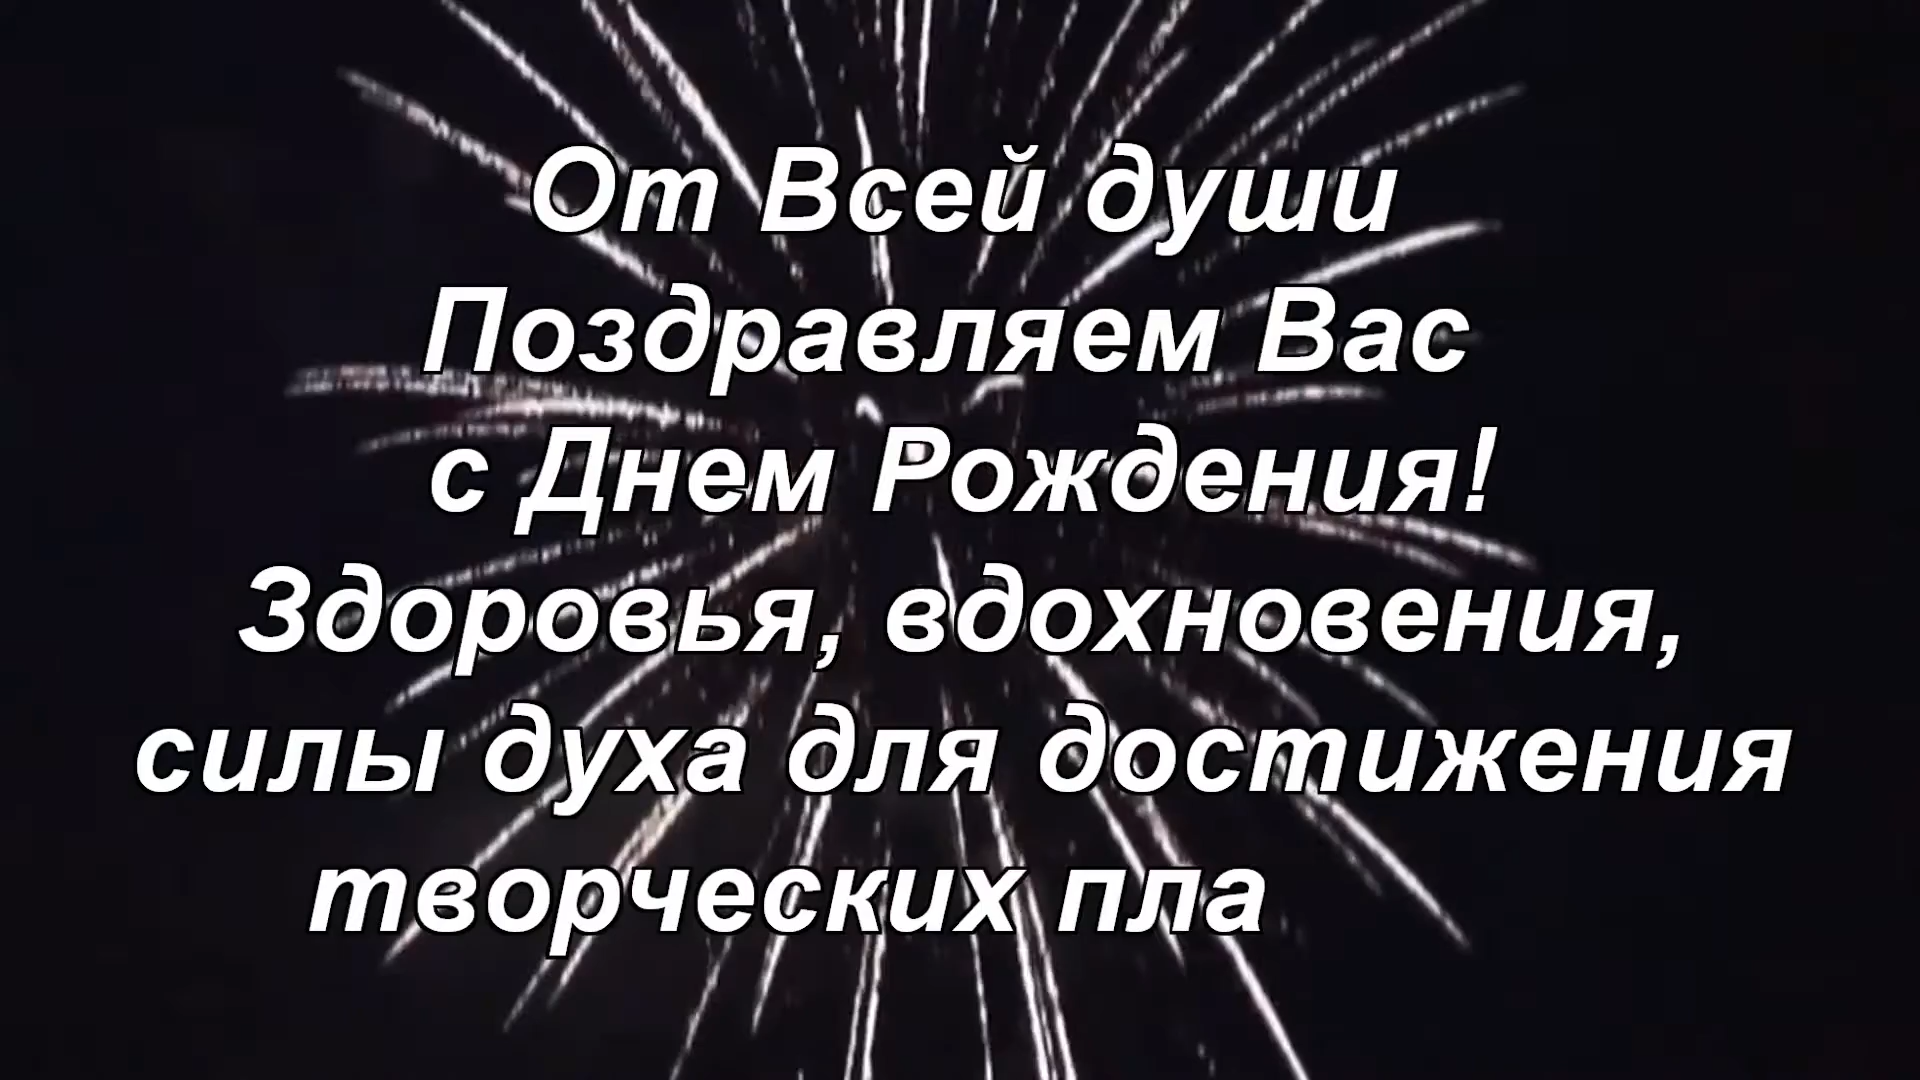 От Всей души
Поздравляем Вас
с Днем Рождения!
Здоровья, вдохновения,
силы духа для достижения
творческих пла